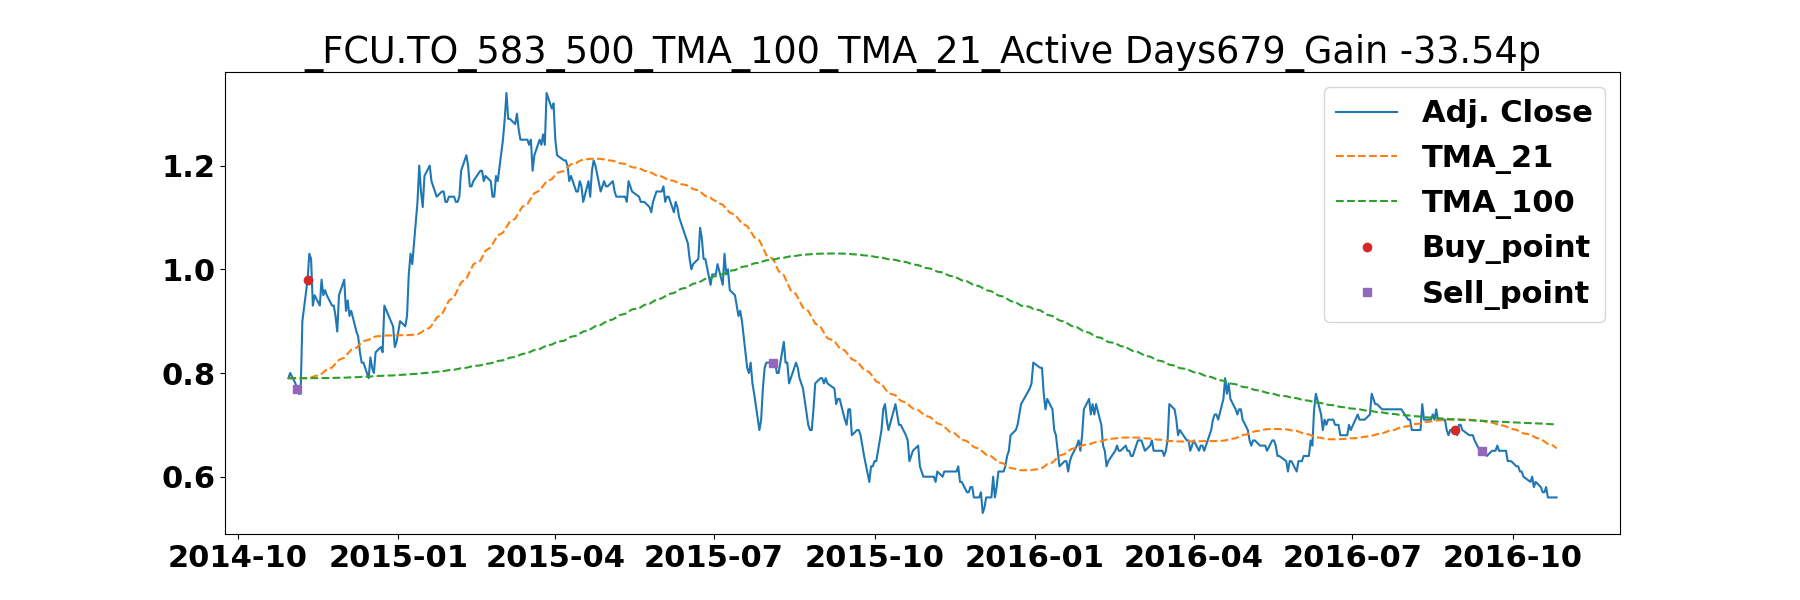 _FCU.TO_583_500_TMA_100_TMA_21_Active Days679_Gain -33.54p
Adj. Close
TMA_21
TMA_100
Buy_point
Sell_point
1.2
1.0
0.8
0.6
2014-10 2015-01 2015-04 2015-07 2015-10 2016-01 2016-04 2016-07 2016-10